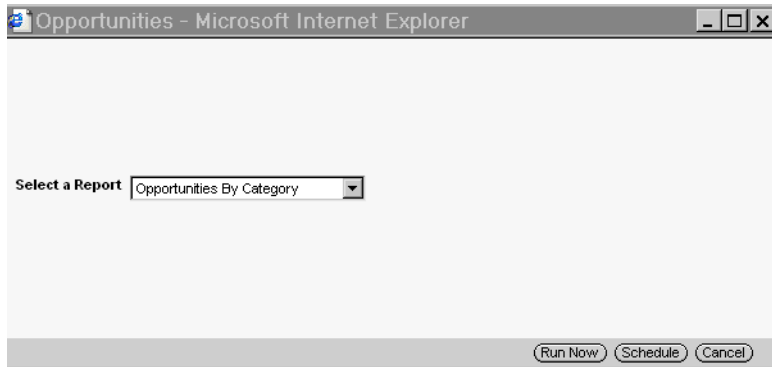 Opportunities - Microsoft Internet Explorer
Select a Report Opportunities By Category
Run Now Schedule Cancel